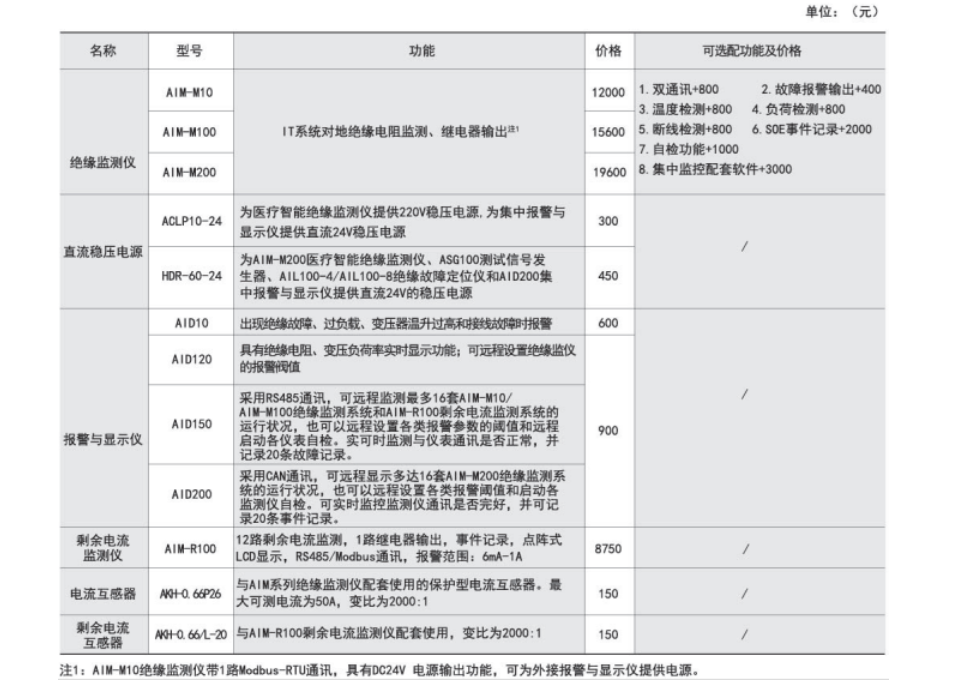 单位：（元）
名称 型号 功能 价格 可选配功能及价格
绝缘监测仪
AIM-M10
AIM-M100
AIM-M200
IT系统对地绝缘电阻监测、继电器输出注1
12000
15600
19600
1. 双通讯+800 2. 故障报警输出+400
3. 温度检测+800 4. 负荷检测+800
5. 断线检测+800 6. SOE事件记录+2000
7. 自检功能+1000
8. 集中监控配套软件+3000
直流稳压电源
ACLP10-24
为医疗智能绝缘监测仪提供220V稳压电源,为集中报警与
显示仪提供直流24V稳压电源
300
/
HDR-60-24
为AIM-M200医疗智能绝缘监测仪、ASG100测试信号发
生器、AIL100-4/AIL100-8绝缘故障定位仪和AID200集
中报警与显示仪提供直流24V的稳压电源
450
报警与显示仪
AID10
出现绝缘故障、过负载、变压器温升过高和接线故障时报警
600
/
AID120
具有绝缘电阻、变压负荷率实时显示功能；可远程设置绝缘监仪
的报警阀值
900
AID150
采用RS485通讯，可远程监测最多16套AIM-M10/
AIM-M100绝缘监测系统和AIM-R100剩余电流监测系统的
运行状况，也可以远程设置各类报警参数的阈值和远程
启动各仪表自检。实可时监测与仪表通讯是否正常，并
记录20条故障记录。
AID200
采用CAN通讯，可远程显示多达16套AIM-M200绝缘监测系
统的运行状况，也可以远程设置各类报警阈值和启动各
监测仪自检。可实时监控监测仪通讯是否完好，并可记
录20条事件记录。
剩余电流
监测仪
AIM-R100
12路剩余电流监测，1路继电器输出，事件记录，点阵式
LCD显示，RS485/Modbus通讯，报警范围：6mA-1A
8750
/
电流互感器
AKH-0.66P26
与AIM系列绝缘监测仪配套使用的保护型电流互感器。最
大可测电流为50A，变比为2000:1
150
/
剩余电流
互感器
AKH-0.66/L-20
与AIM-R100剩余电流监测仪配套使用，变比为2000:1
150
/
注1：AIM-M10绝缘监测仪带1路Modbus-RTU通讯，具有DC24V 电源输出功能，可为外接报警与显示仪提供电源。